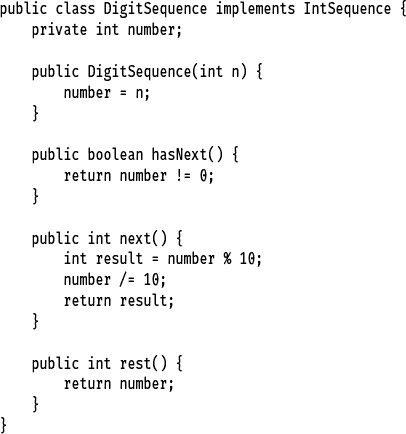 public class DigitSequence implements IntSequence {
    private int number;

    public DigitSequence(int n) {
        number = n;
    }

    public boolean hasNext() {
        return number != 0;
    }

    public int next() {
        int result = number % 10;
        number /= 10;
        return result;
    }

    public int rest() {
        return number;
    }
}